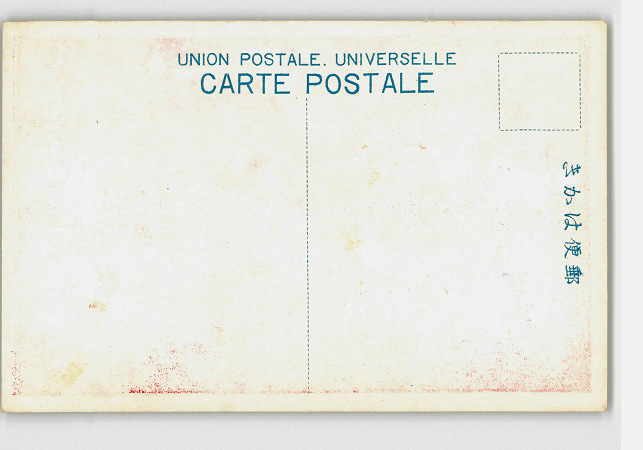 UNION POSTALE. UNIVERSELLE
CARTE POSTALE
郵便はかき